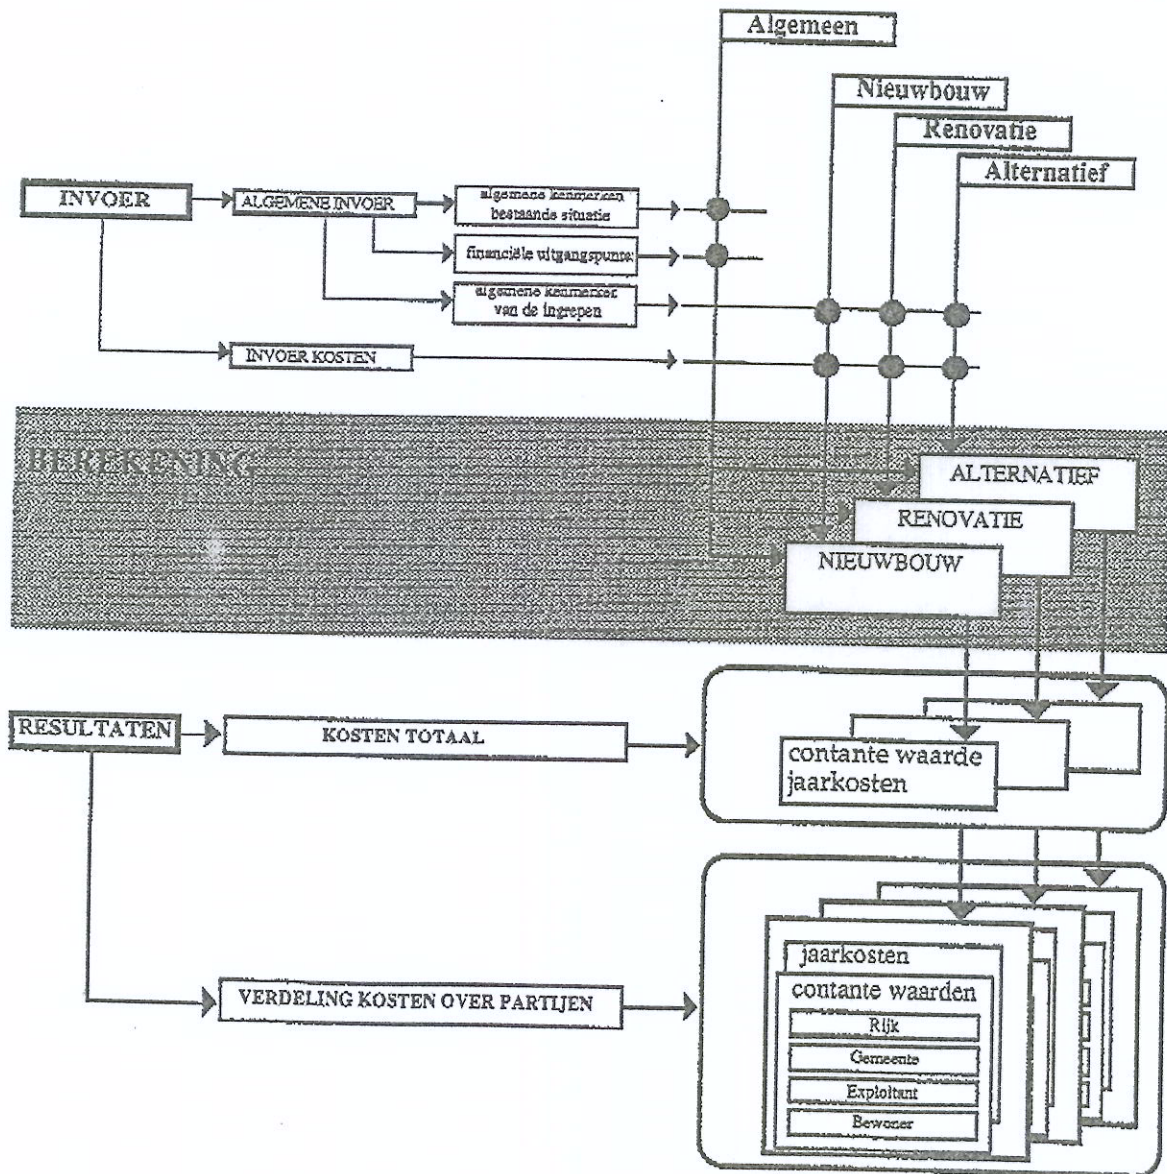 Algemeen
Nieuwbouw
Renovatie
Alternatief
INVOER
ALGEMENE INVOER
algemene kenmerken
bestaande situatie
financiële uitgangspunte
algemene kenmerken
van de ingrepen
INVOER KOSTEN
BEREKENING
ALTERNATIEF
RENOVATIE
NIEUWBOUW
RESULTATEN
KOSTEN TOTAAL
contante waarde
jaarkosten
VERDELING KOSTEN OVER PARTIJEN
jaarkosten
contante waarden
Rijk
Gemeente
Exploitant
Bewoner